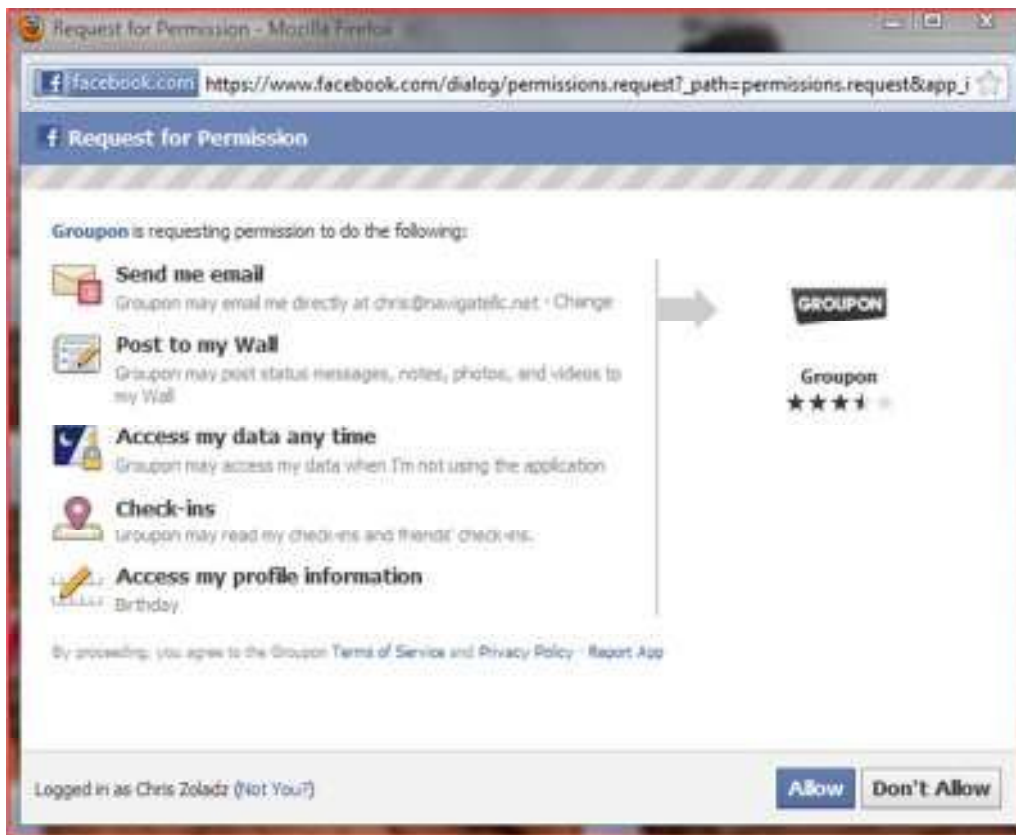 Request for Permission - Mozilla Firefox
facebook.com https://www.facebook.com/dialog/permissions.request?_path=permissions.request&app_i
f Request for Permission
Groupon is requesting permission to do the following:
Send me email
Groupon may email me directly at chris@navigatellc.net · Change
Post to my Wall
Groupon may post status messages, notes, photos, and videos to
my Wall
Access my data any time
Groupon may access my data when I'm not using the application
Check-ins
Groupon may read my check-ins and friends' check-ins.
Access my profile information
Birthday
By proceeding, you agree to the Groupon Terms of Service and Privacy Policy · Report App
GROUPON
Groupon
Logged in as Chris Zoladz (Not You?)
Allow
Don't Allow